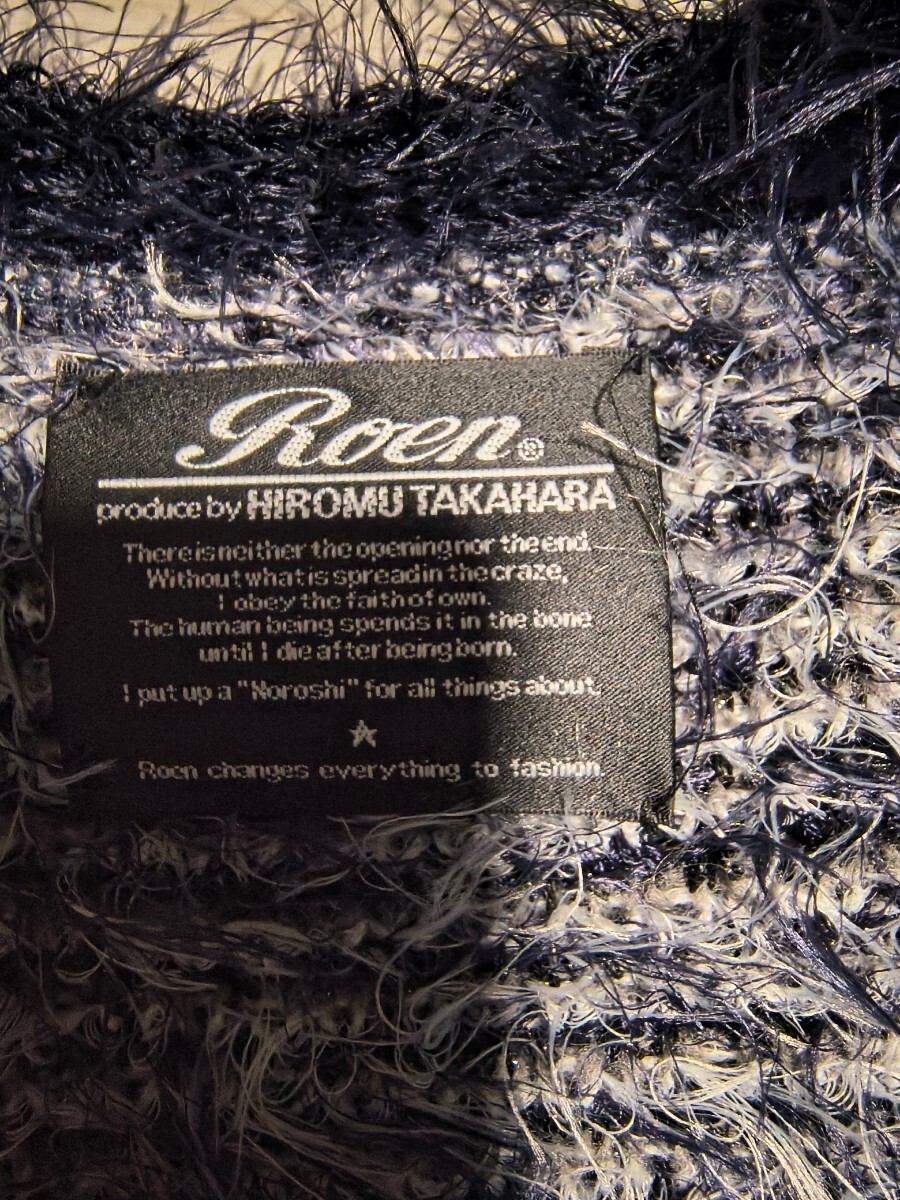 Roen®
produce by HIROMU TAKAHARA
There is neither the opening nor the end.
Without what is spread in the craze,
I obey the faith of own.
The human being spends it in the bone
until I die after being born.
I put up a "Noroshi" for all things about.
Roen changes everything to fashion.